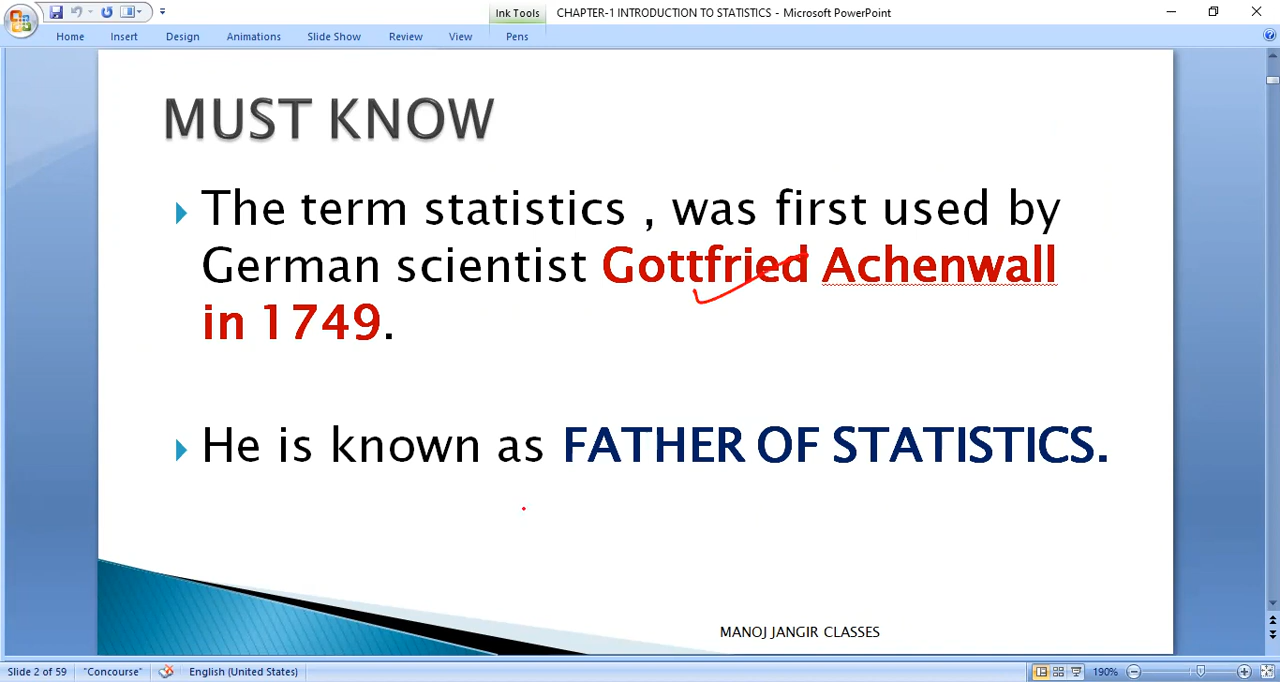 Ink Tools
CHAPTER-1 INTRODUCTION TO STATISTICS - Microsoft PowerPoint
Home Insert Design Animations Slide Show Review View Pens
MUST KNOW
The term statistics , was first used by
German scientist Gottfried Achenwall
in 1749.
He is known as FATHER OF STATISTICS.
MANOJ JANGIR CLASSES
Slide 2 of 59 "Concourse" English (United States) 190%